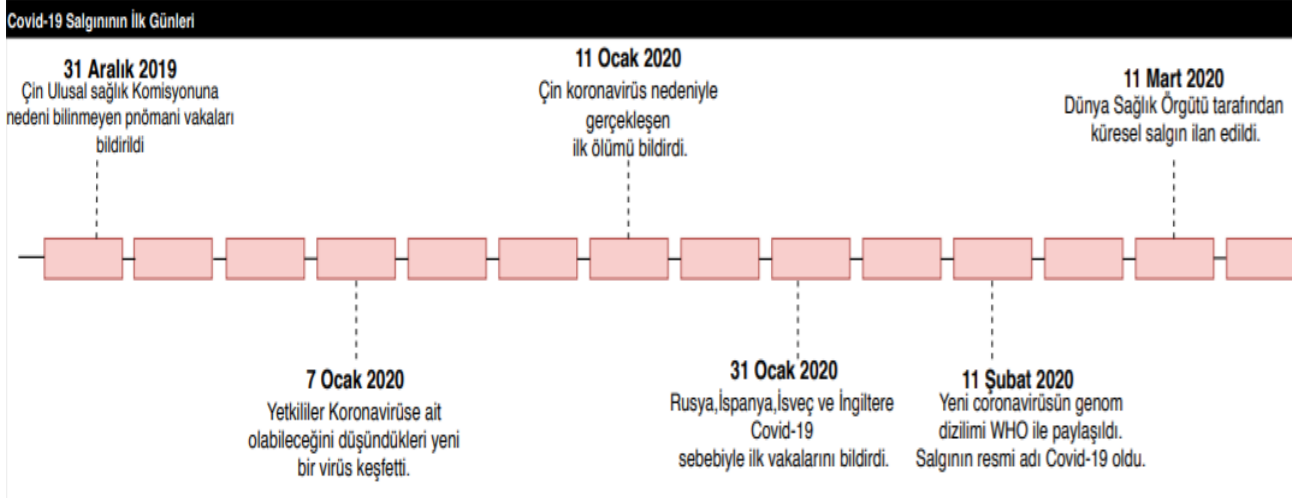 Covid-19 Salgınının İlk Günleri
31 Aralık 2019
Çin Ulusal sağlık Komisyonuna
nedeni bilinmeyen pnömani vakaları
bildirildi
11 Ocak 2020
Çin koronavirüs nedeniyle
gerçekleşen
ilk ölümü bildirdi.
11 Mart 2020
Dünya Sağlık Örgütü tarafından
küresel salgın ilan edildi.
7 Ocak 2020
Yetkililer Koronavirüse ait
olabileceğini düşündükleri yeni
bir virüs keşfetti.
31 Ocak 2020
Rusya,İspanya,İsveç ve İngiltere
Covid-19
sebebiyle ilk vakalarını bildirdi.
11 Şubat 2020
Yeni coronavirüsün genom
dizilimi WHO ile paylaşıldı.
Salgının resmi adı Covid-19 oldu.